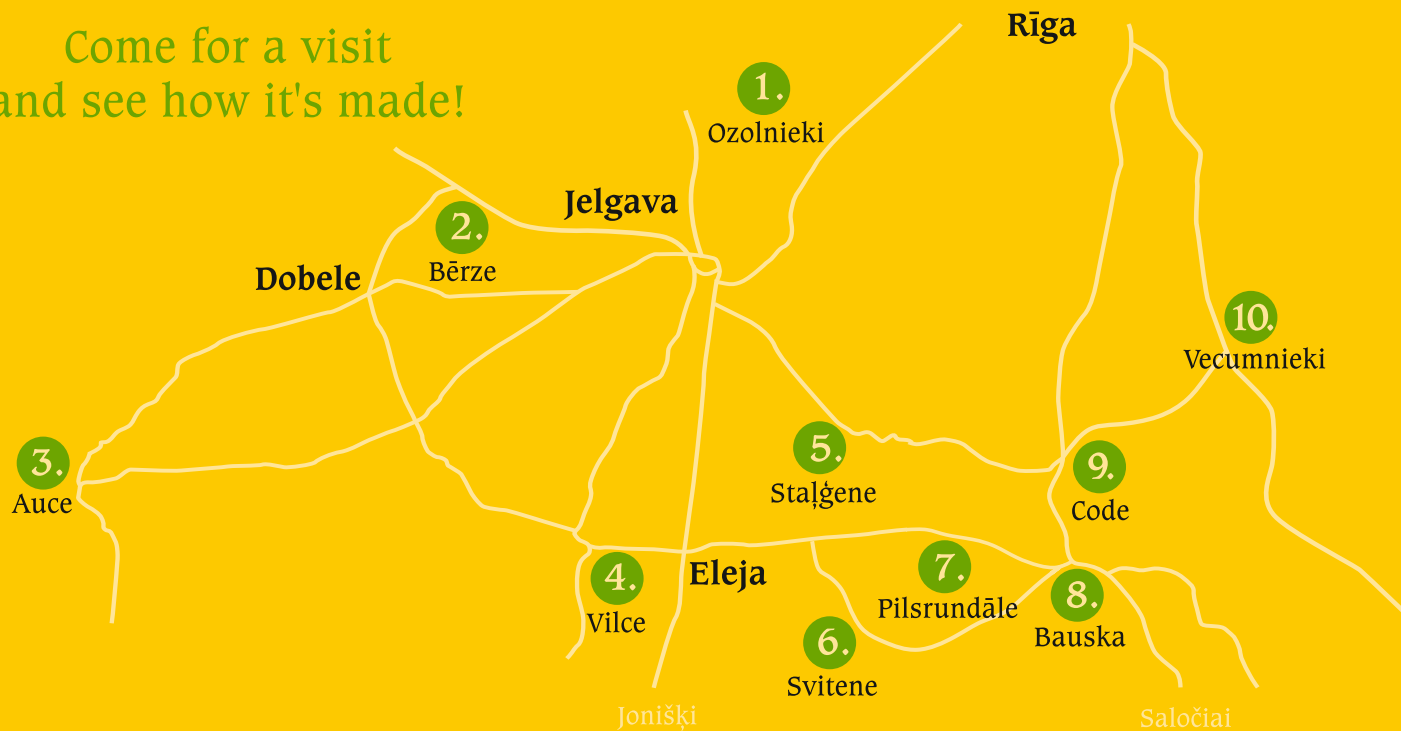 Come for a visit
and see how it's made!
Rīga
1.
Ozolnieki
Jelgava
2.
Bērze
Dobele
10.
Vecumnieki
3.
Auce
5.
Staļģene
9.
Code
4.
Vilce
Eleja
7.
Pilsrundāle
8.
Bauska
6.
Svitene
Jonišķi
Saločiai